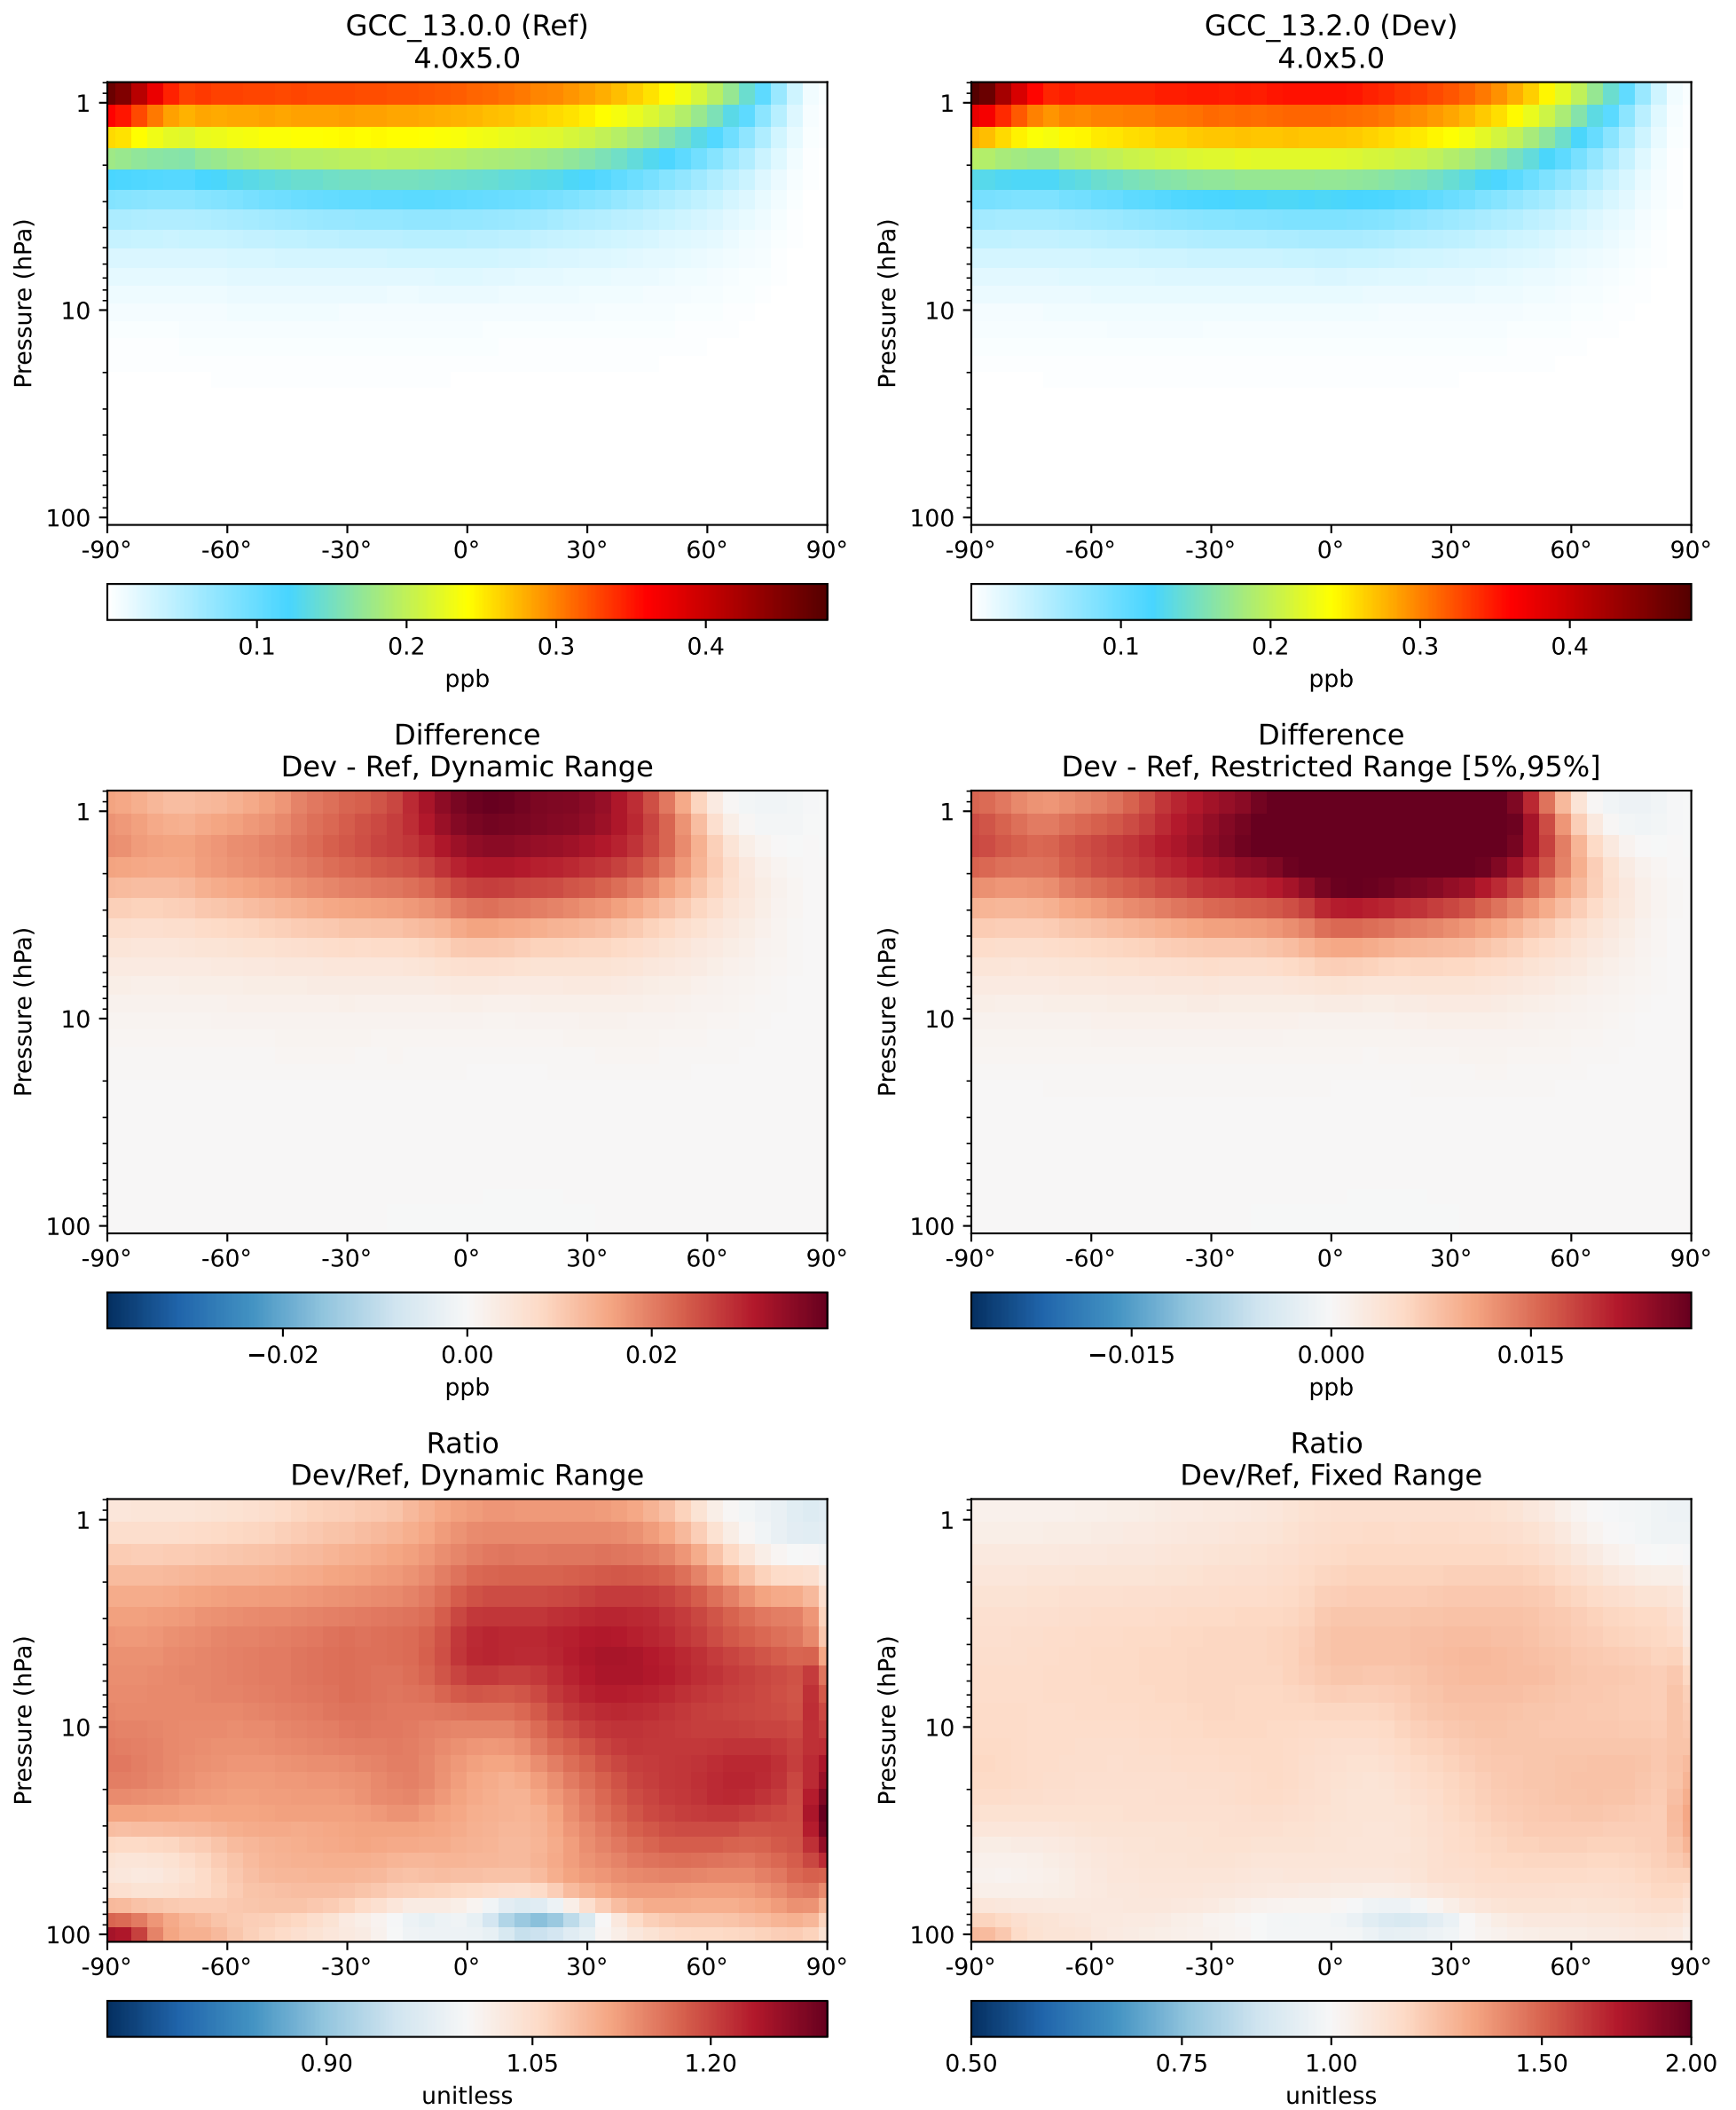 GCC_13.0.0 (Ref)
4.0x5.0
Pressure (hPa)
1
10
100
-90° -60° -30° 0° 30° 60° 90°
0.1 0.2 0.3 0.4
ppb
GCC_13.2.0 (Dev)
4.0x5.0
Pressure (hPa)
1
10
100
-90° -60° -30° 0° 30° 60° 90°
0.1 0.2 0.3 0.4
ppb
Difference
Dev - Ref, Dynamic Range
Pressure (hPa)
1
10
100
-90° -60° -30° 0° 30° 60° 90°
−0.02 0.00 0.02
ppb
Difference
Dev - Ref, Restricted Range [5%,95%]
Pressure (hPa)
1
10
100
-90° -60° -30° 0° 30° 60° 90°
−0.015 0.000 0.015
ppb
Ratio
Dev/Ref, Dynamic Range
Pressure (hPa)
1
10
100
-90° -60° -30° 0° 30° 60° 90°
0.90 1.05 1.20
unitless
Ratio
Dev/Ref, Fixed Range
Pressure (hPa)
1
10
100
-90° -60° -30° 0° 30° 60° 90°
0.50 0.75 1.00 1.50 2.00
unitless